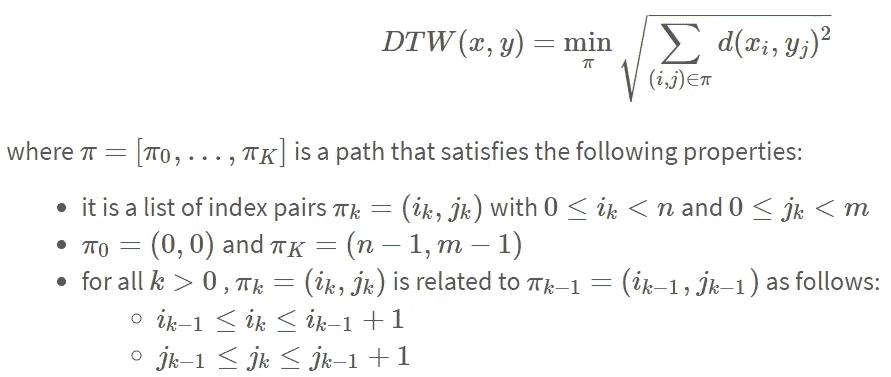 DTW(x, y) = min_π √(∑_{(i,j)∈π} d(x_i, y_j)²)
where π = [π₀, . . . , π_K] is a path that satisfies the following properties:
• it is a list of index pairs π_k = (i_k, j_k) with 0 ≤ i_k < n and 0 ≤ j_k < m
• π₀ = (0, 0) and π_K = (n − 1, m − 1)
• for all k > 0 , π_k = (i_k, j_k) is related to π_{k−1} = (i_{k−1}, j_{k−1}) as follows:
○ i_{k−1} ≤ i_k ≤ i_{k−1} + 1
○ j_{k−1} ≤ j_k ≤ j_{k−1} + 1